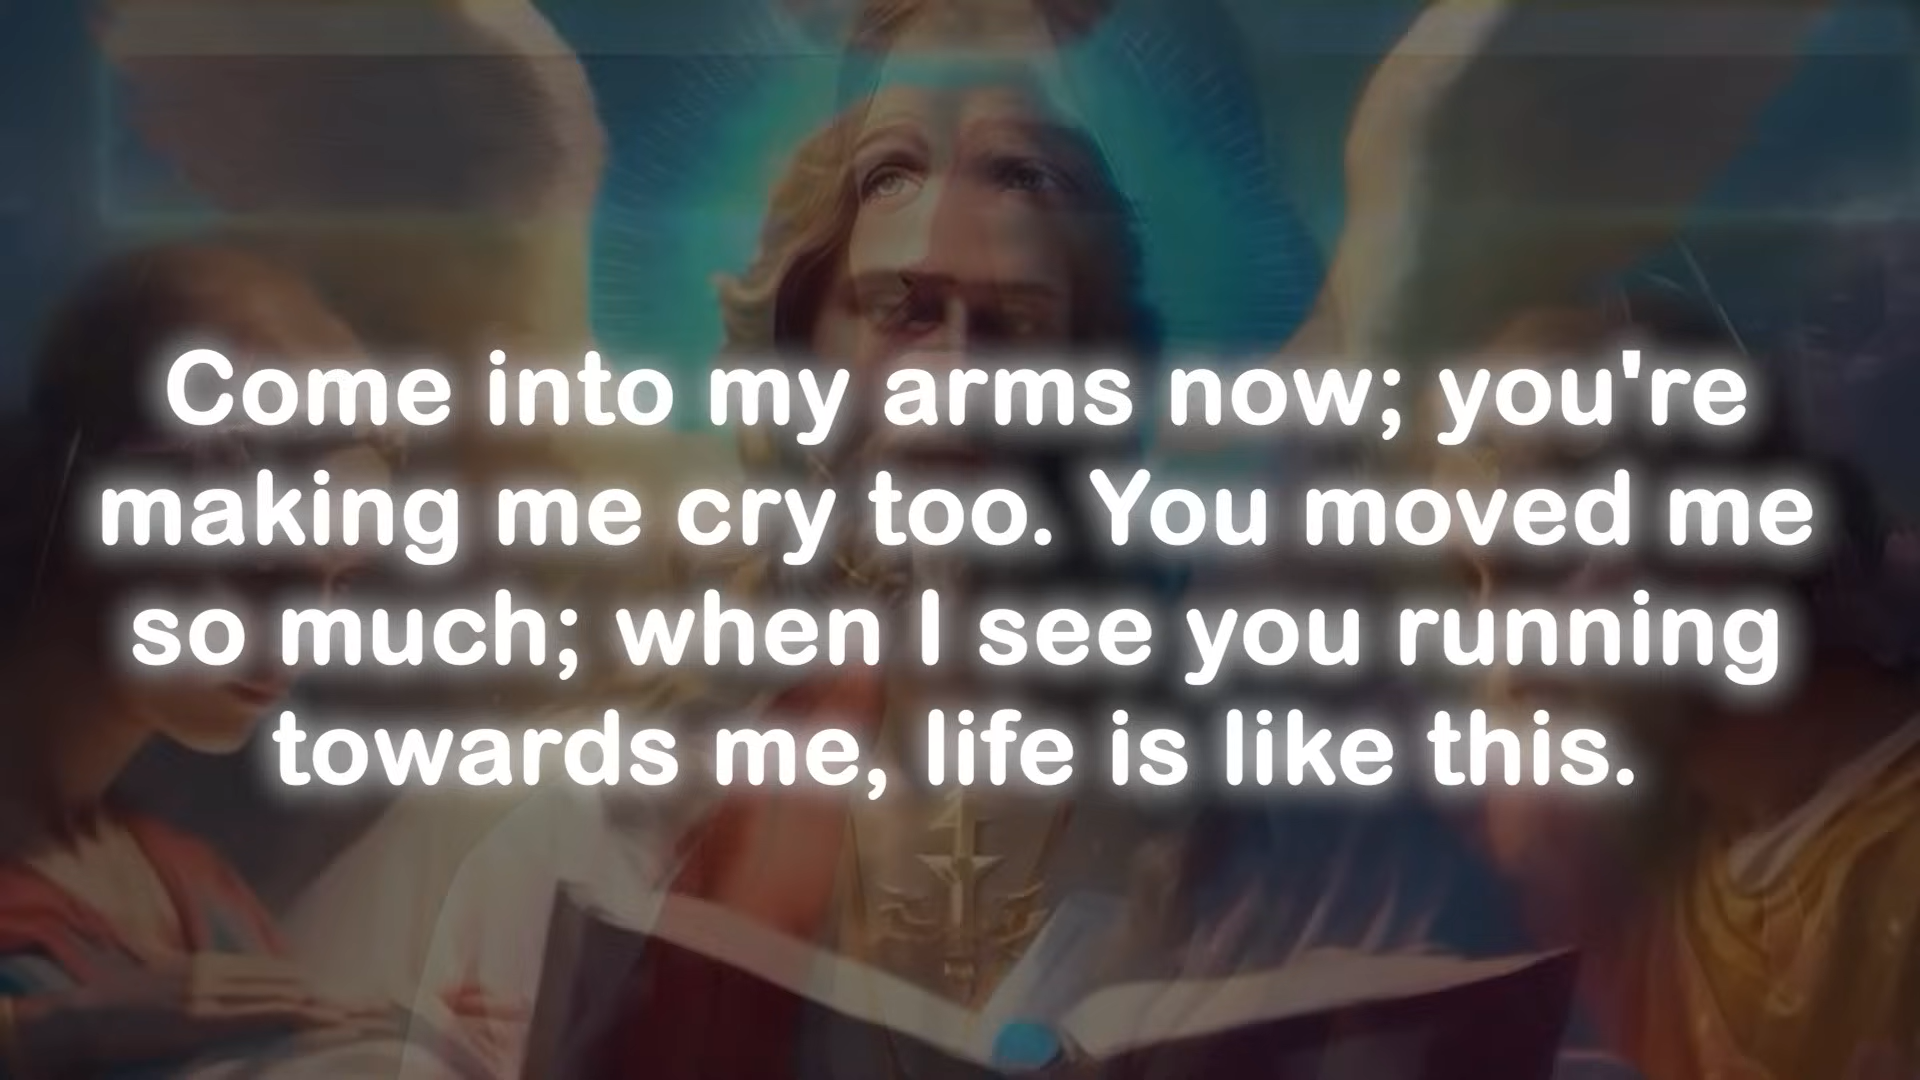 Come into my arms now; you're
making me cry too. You moved me
so much; when I see you running
towards me, life is like this.